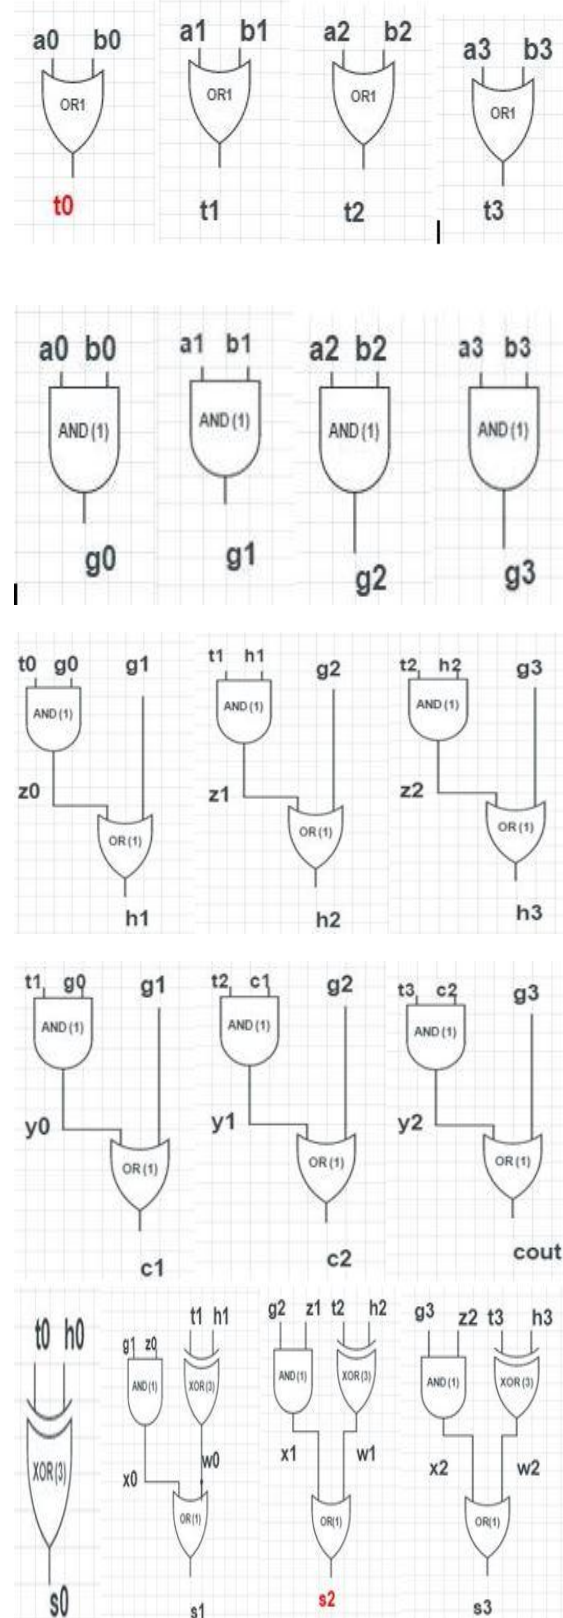 a0 b0 a1 b1 a2 b2 a3 b3
OR1 OR1 OR1 OR1
t0 t1 t2 t3
a0 b0 a1 b1 a2 b2 a3 b3
AND (1) AND (1) AND (1) AND (1)
g0 g1 g2 g3
t0 g0 g1 t1 h1 g2 t2 h2 g3
AND (1) AND (1) AND (1)
z0 z1 z2
OR (1) OR (1) OR (1)
h1 h2 h3
t1 g0 g1 t2 c1 g2 t3 c2 g3
AND (1) AND (1) AND (1)
y0 y1 y2
OR (1) OR (1) OR (1)
c1 c2 cout
t0 h0 g1 z0 t1 h1 g2 z1 t2 h2 g3 z2 t3 h3
XOR (3) AND(1) XOR(3) AND(1) XOR(3) AND(1) XOR(3)
x0 w0 x1 w1 x2 w2
OR(1) OR(1) OR(1)
s0 s1 s2 s3